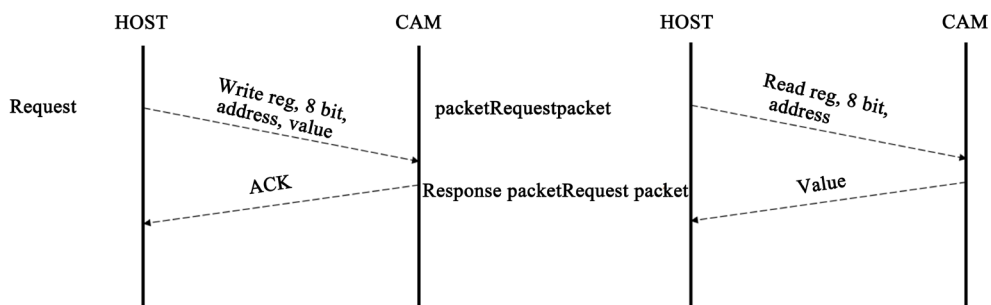 HOST
CAM
HOST
CAM
Request
Write reg, 8 bit,
address, value
packetRequestpacket
Read reg, 8 bit,
address
ACK
Response packetRequest packet
Value